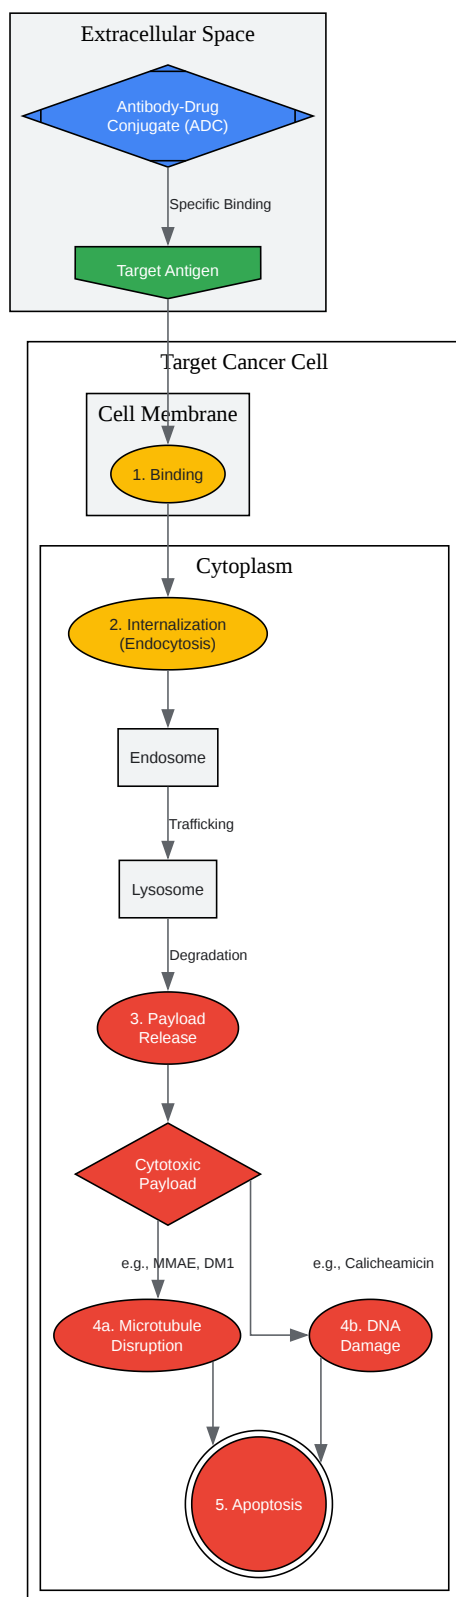 Extracellular Space
Antibody-Drug
Conjugate (ADC)
Specific Binding
Target Antigen
Target Cancer Cell
Cell Membrane
1. Binding
Cytoplasm
2. Internalization
(Endocytosis)
Endosome
Trafficking
Lysosome
Degradation
3. Payload
Release
Cytotoxic
Payload
e.g., MMAE, DM1
e.g., Calicheamicin
4a. Microtubule
Disruption
4b. DNA
Damage
5. Apoptosis